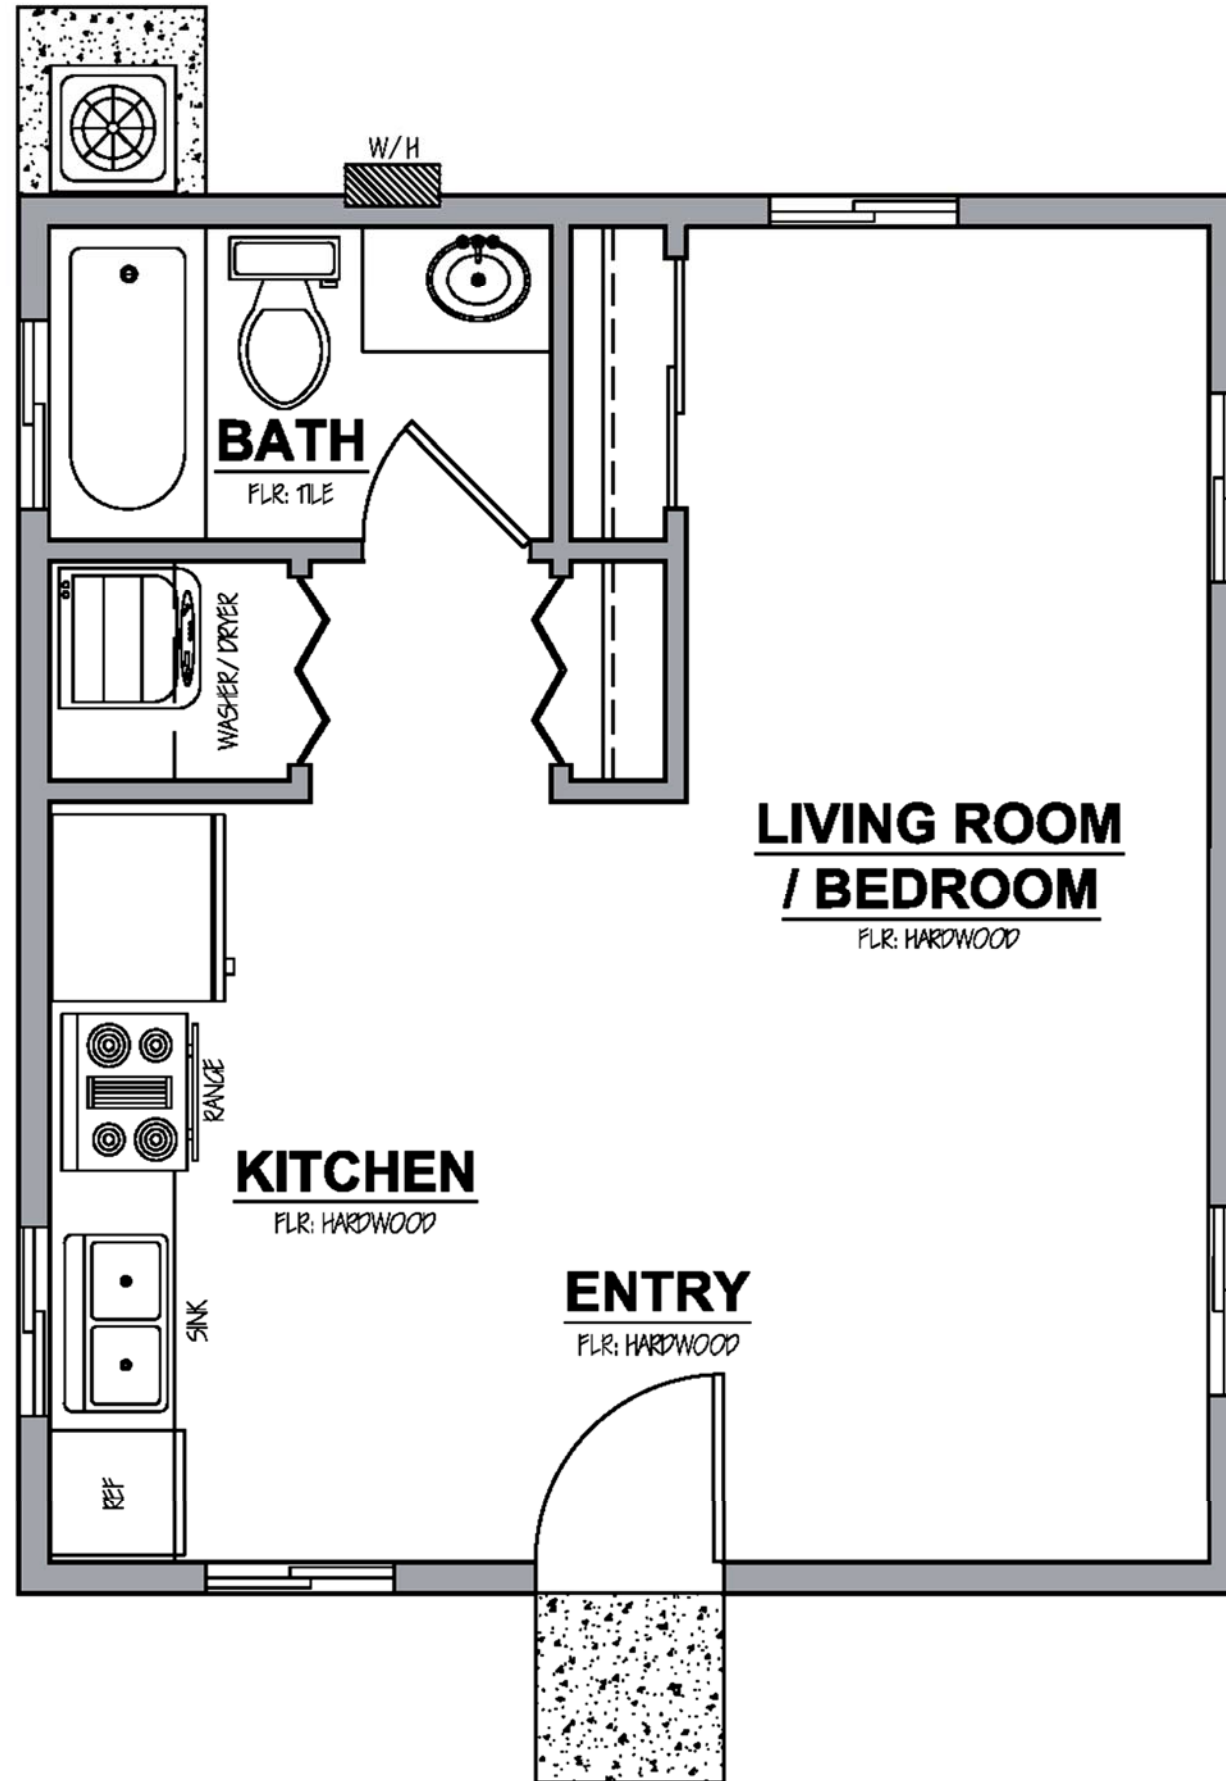 W/H
BATH
FLR: TILE
WASHER/DRYER
LIVING ROOM
/ BEDROOM
FLR: HARDWOOD
RANGE
KITCHEN
FLR: HARDWOOD
SINK
ENTRY
FLR: HARDWOOD
REF